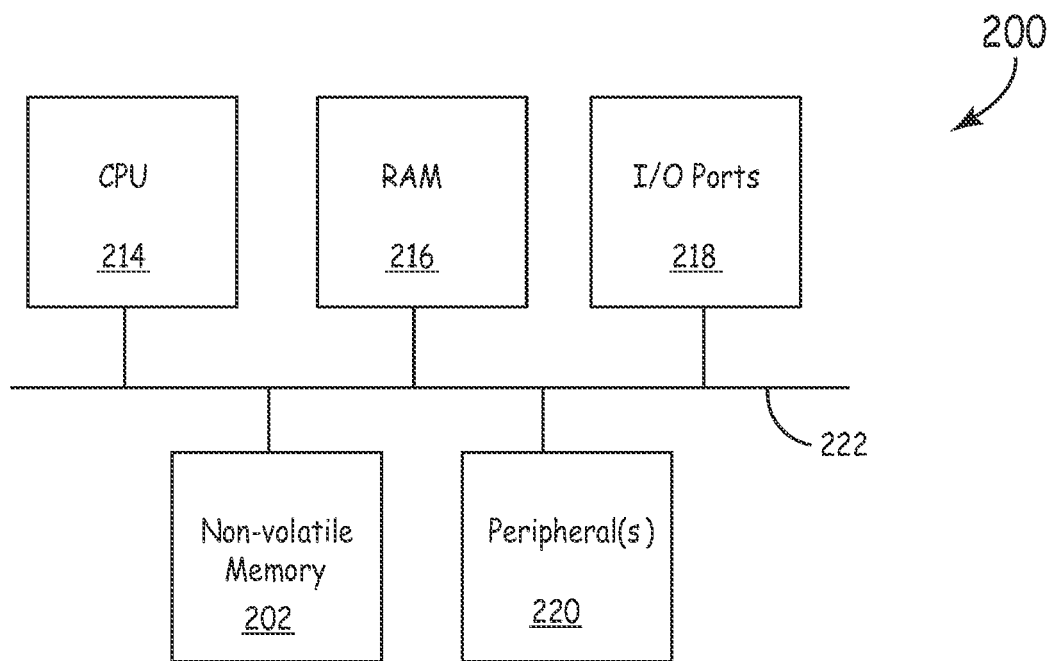 200
CPU
214
RAM
216
I/O Ports
218
222
Non-volatile
Memory
202
Peripheral(s)
220